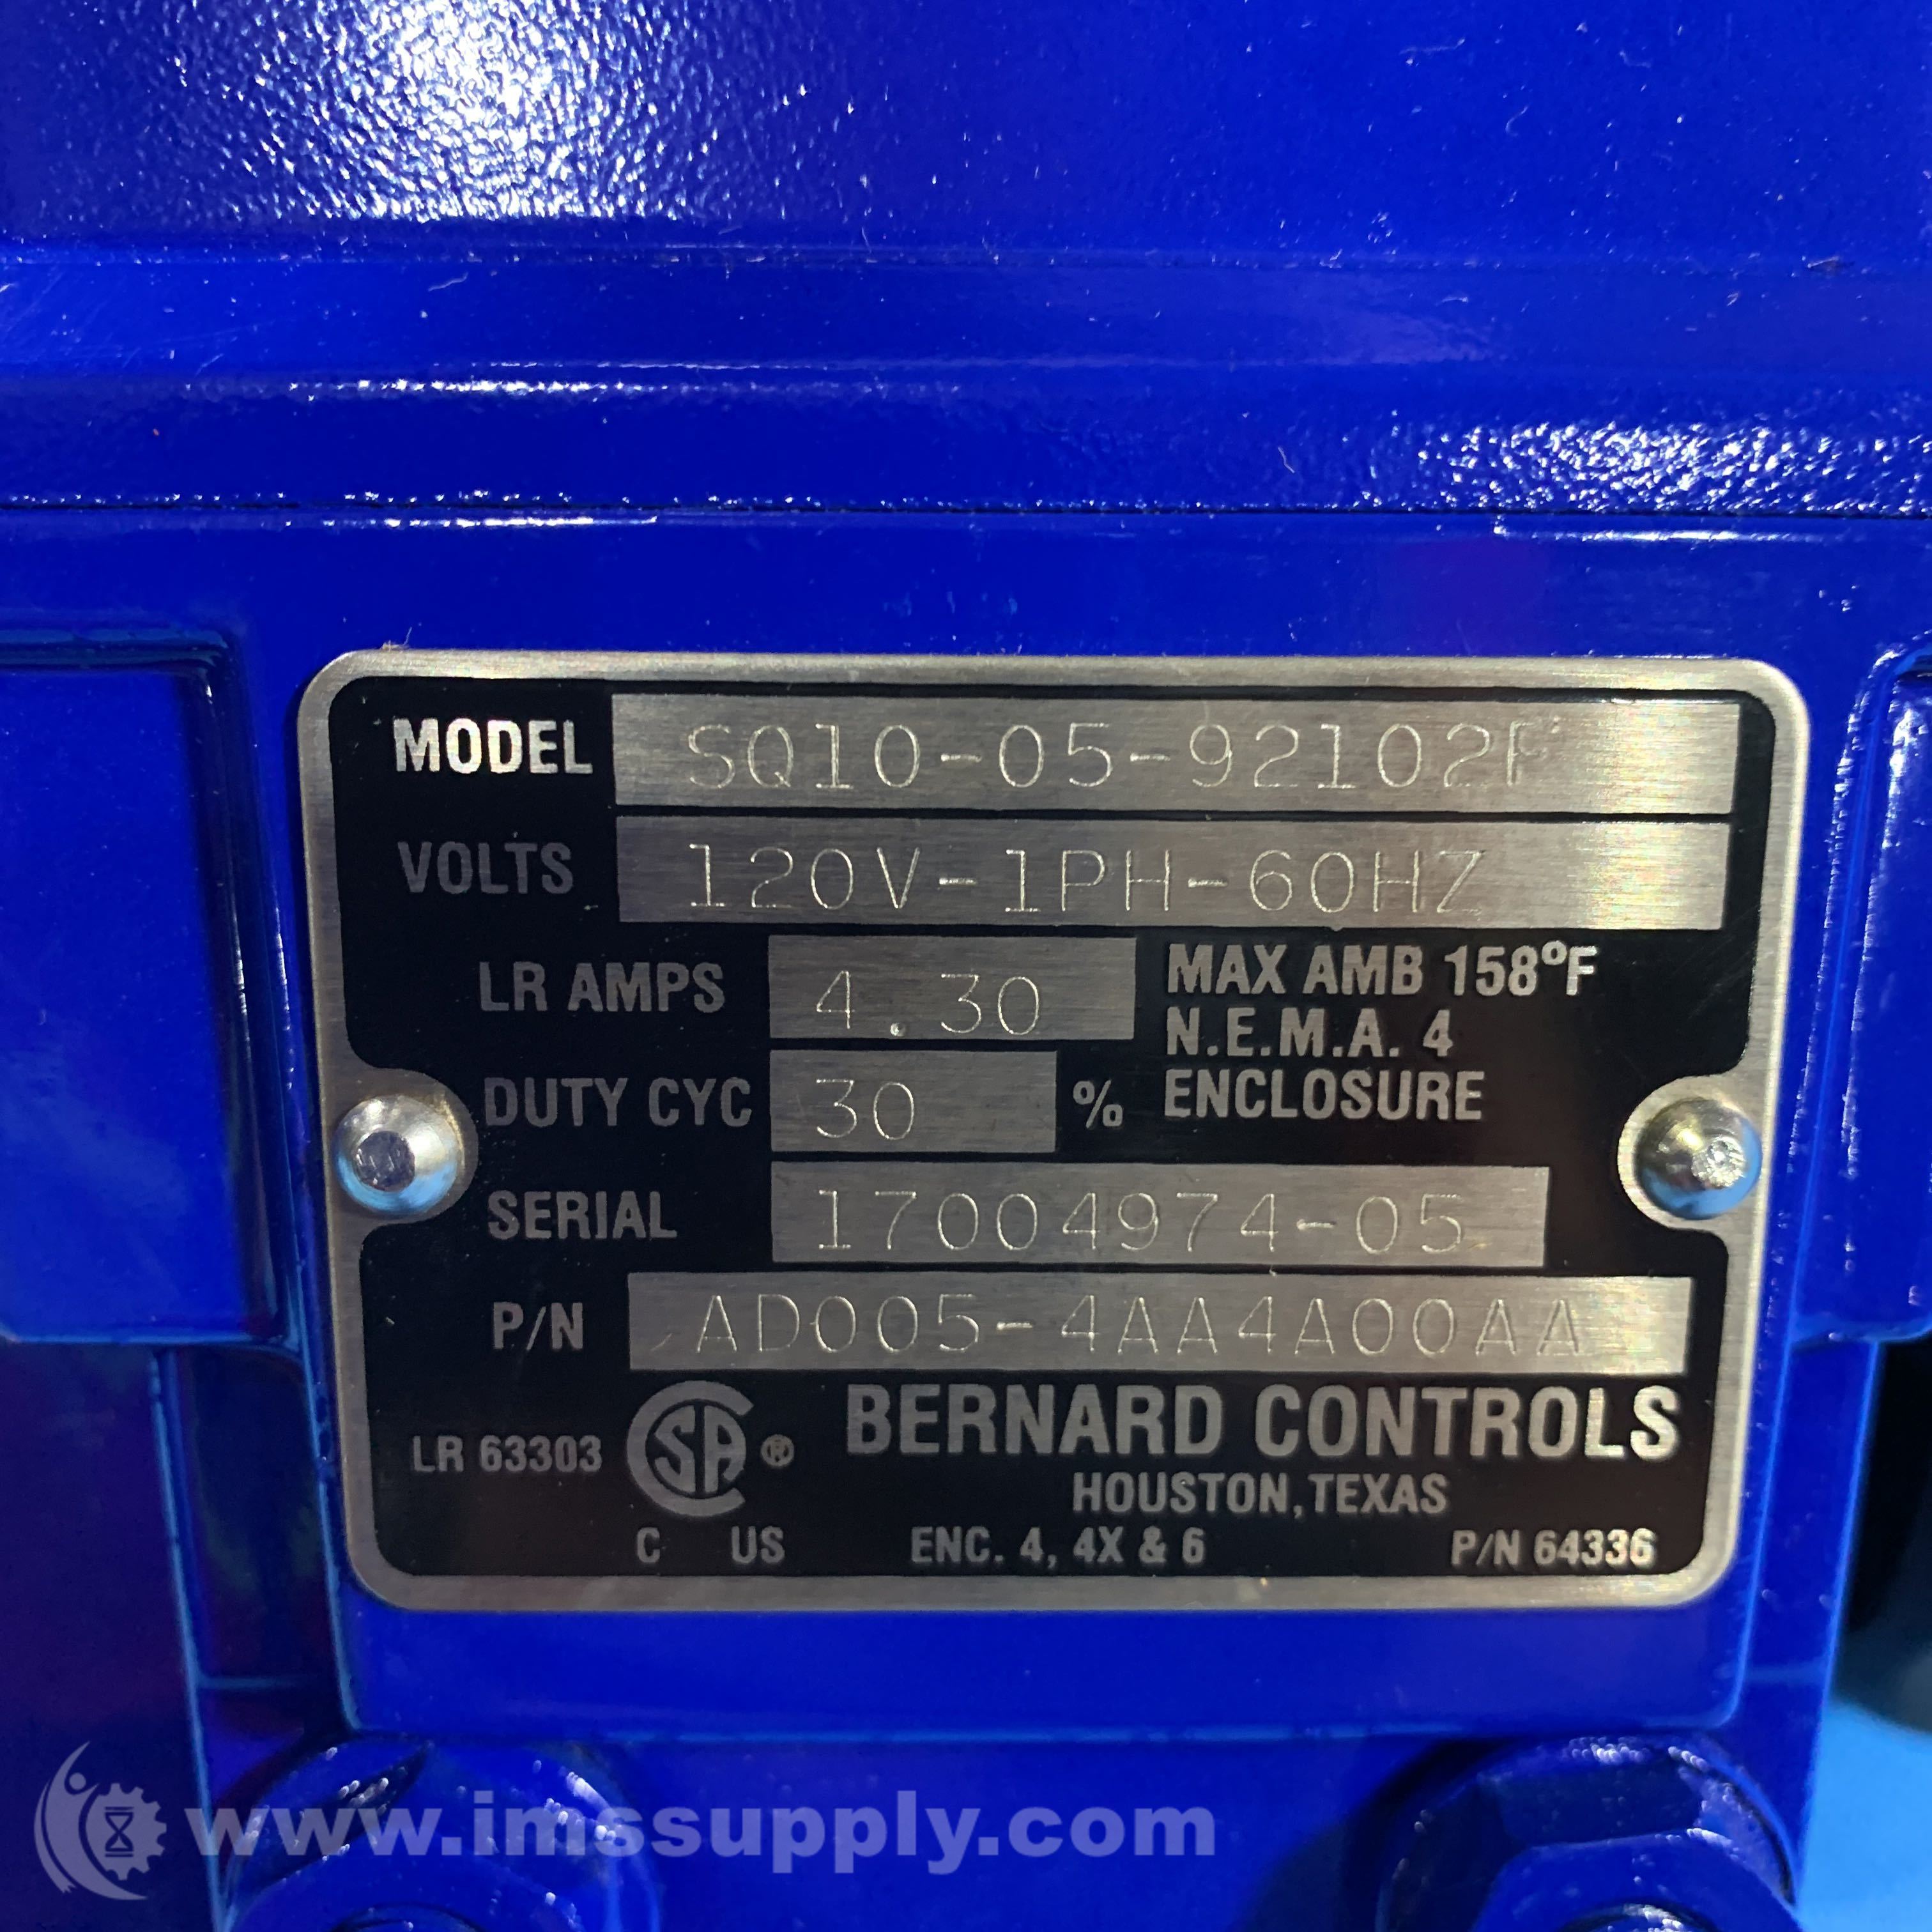 MODEL SQ10-05-92102F
VOLTS 120V-1PH-60HZ
LR AMPS 4.30 MAX AMB 158°F
N.E.M.A. 4
DUTY CYC 30 % ENCLOSURE
SERIAL 17004974-05
P/N AD005-4AA4A00AA
LR 63303 CSA ® BERNARD CONTROLS
HOUSTON, TEXAS
C US ENC. 4, 4X & 6 P/N 64336
www.imssupply.com